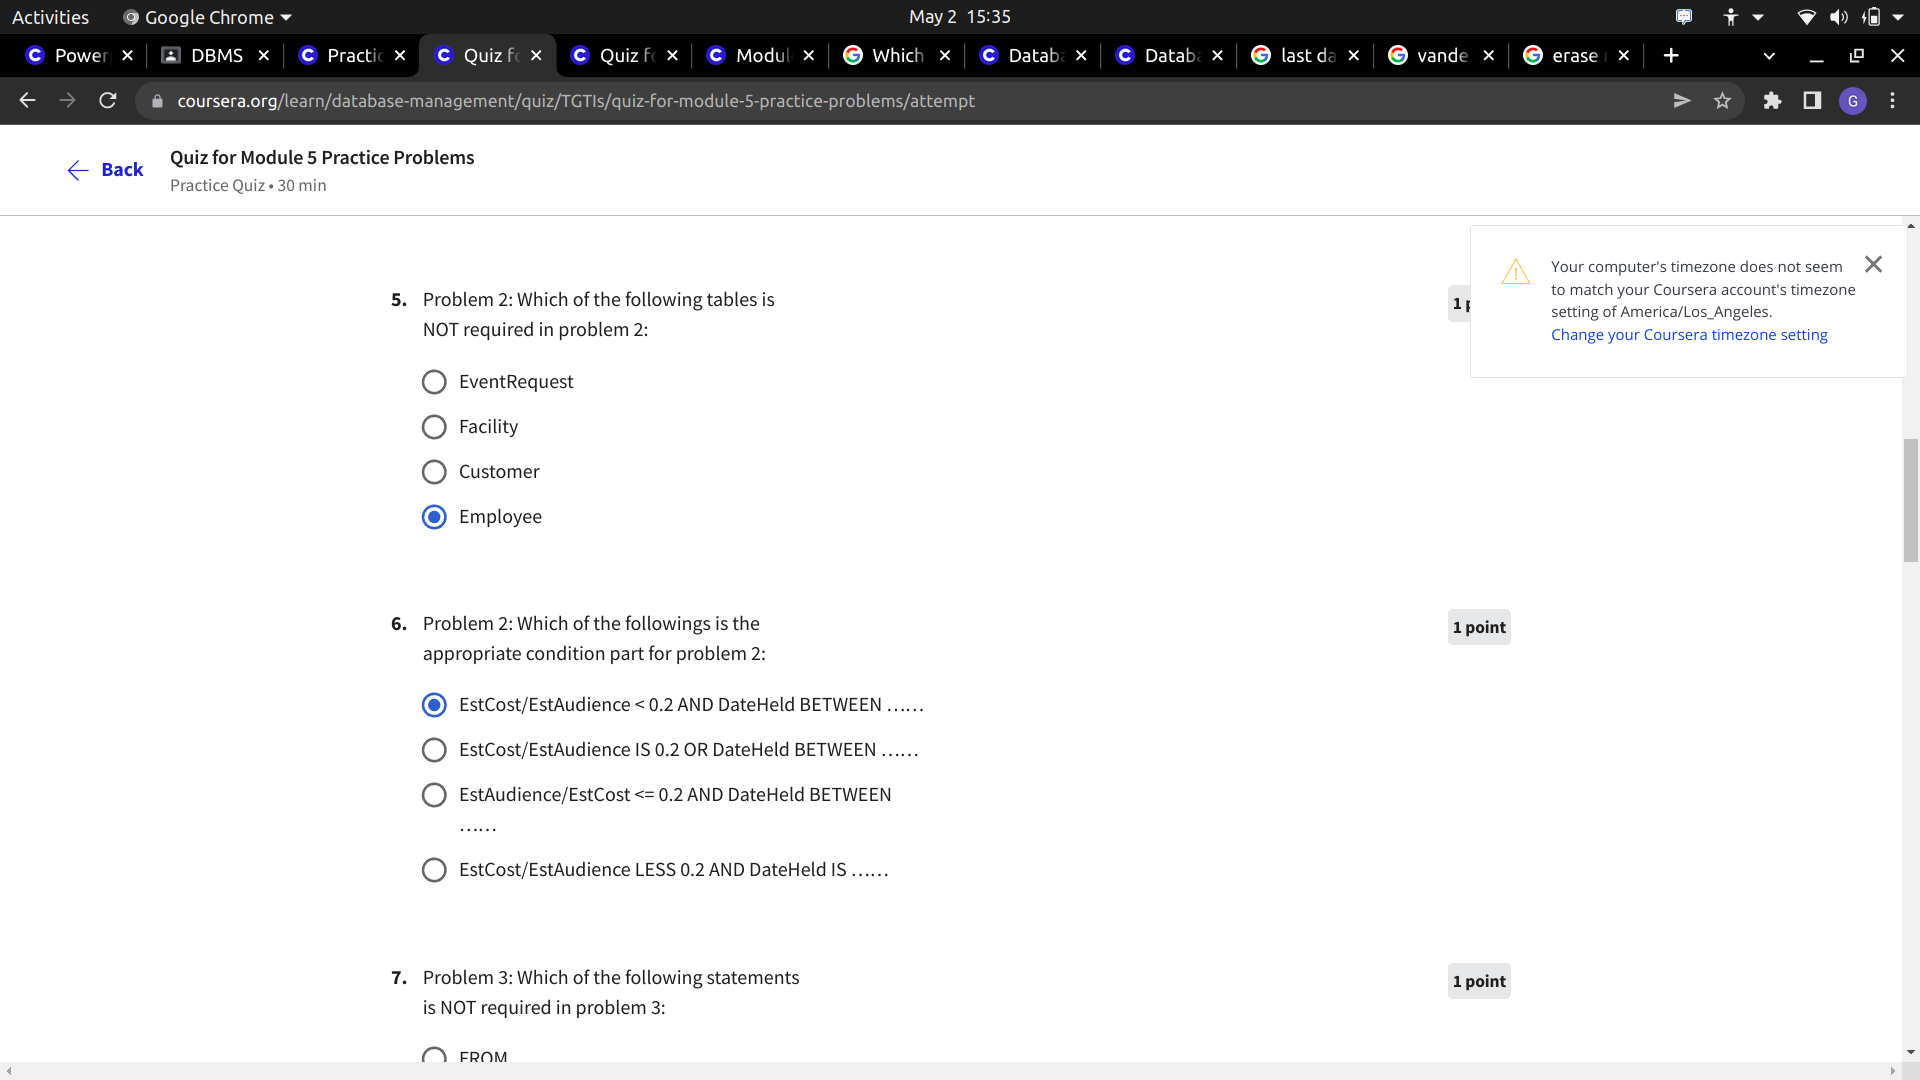 Activities Google Chrome May 2 15:35
Power DBMS Practic Quiz fo Quiz fo Modul Which Databa Databa last da vande erase
coursera.org/learn/database-management/quiz/TGTIs/quiz-for-module-5-practice-problems/attempt G
Back
Quiz for Module 5 Practice Problems
Practice Quiz • 30 min
Your computer's timezone does not seem
to match your Coursera account's timezone
setting of America/Los_Angeles.
Change your Coursera timezone setting
5. Problem 2: Which of the following tables is 1 p
NOT required in problem 2:
EventRequest
Facility
Customer
Employee
6. Problem 2: Which of the followings is the 1 point
appropriate condition part for problem 2:
EstCost/EstAudience < 0.2 AND DateHeld BETWEEN ……
EstCost/EstAudience IS 0.2 OR DateHeld BETWEEN ……
EstAudience/EstCost <= 0.2 AND DateHeld BETWEEN
……
EstCost/EstAudience LESS 0.2 AND DateHeld IS ……
7. Problem 3: Which of the following statements 1 point
is NOT required in problem 3:
FROM